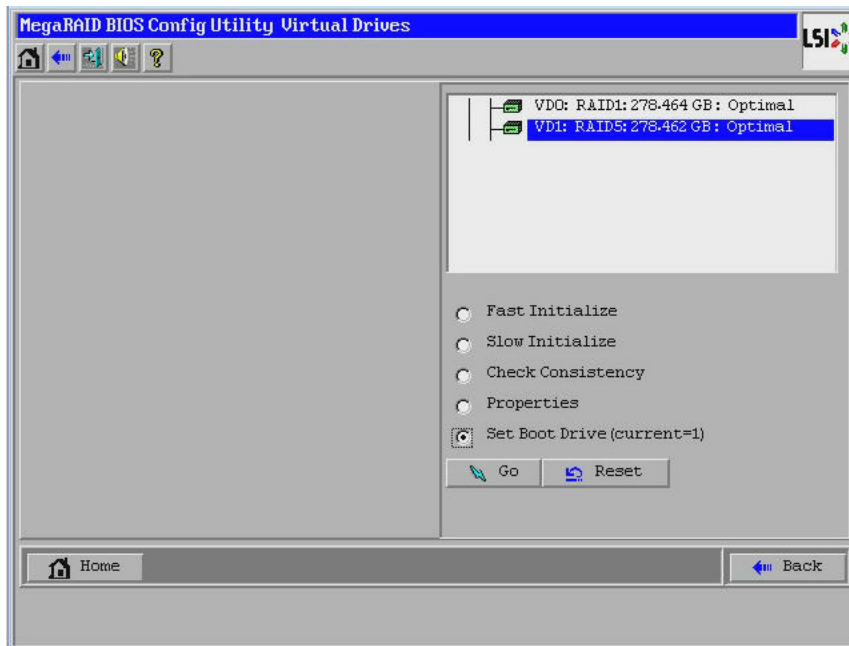 MegaRAID BIOS Config Utility Virtual Drives
LSI
?
VD0: RAID1: 278.464 GB: Optimal
VD1: RAID5: 278.462 GB: Optimal
Fast Initialize
Slow Initialize
Check Consistency
Properties
Set Boot Drive (current=1)
Go
Reset
Home
Back